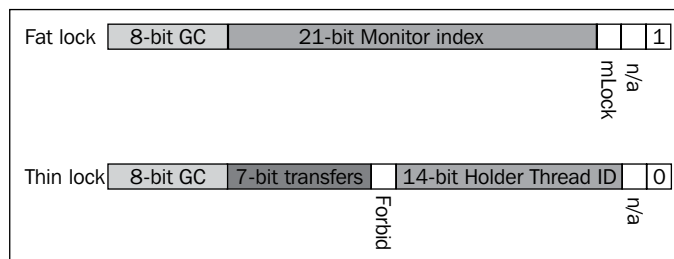 Fat lock 8-bit GC 21-bit Monitor index 1
mLock
n/a
Thin lock 8-bit GC 7-bit transfers 14-bit Holder Thread ID 0
Forbid
n/a